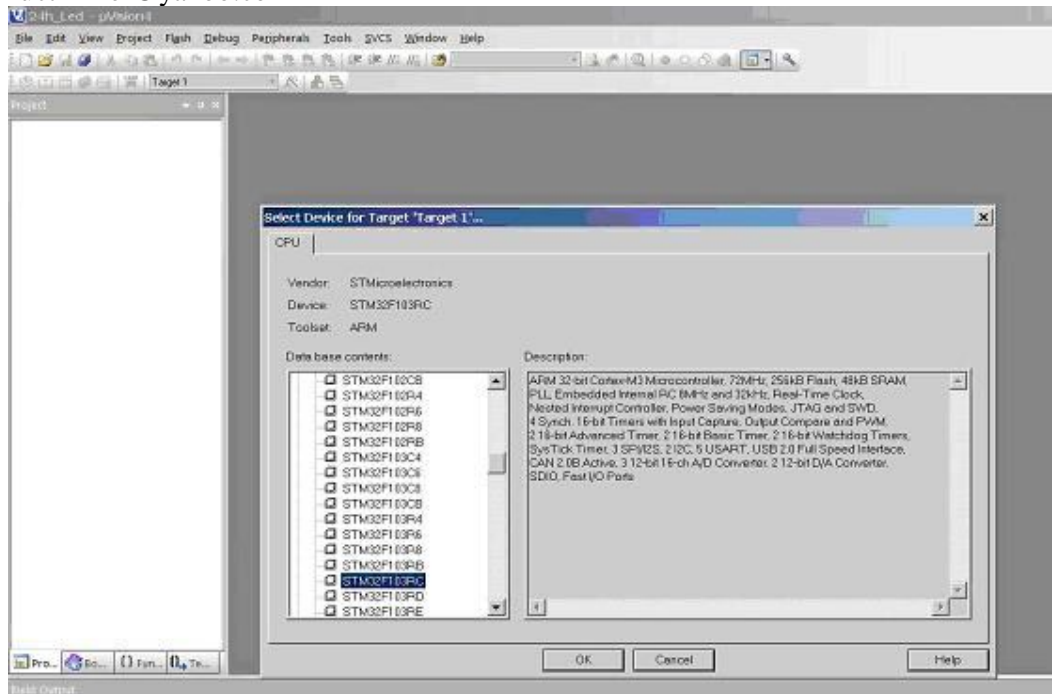 24h_Led - µVision4
File Edit View Project Flash Debug Peripherals Tools SVCS Window Help
Target 1
Project
Select Device for Target 'Target 1'...
CPU
Vendor: STMicroelectronics
Device: STM32F103RC
Toolset: ARM
Data base contents:
STM32F102CB
STM32F102R4
STM32F102R6
STM32F102R8
STM32F102RB
STM32F103C4
STM32F103C6
STM32F103C8
STM32F103CB
STM32F103R4
STM32F103R6
STM32F103R8
STM32F103RB
STM32F103RC
STM32F103RD
STM32F103RE
Description:
ARM 32-bit Cortex-M3 Microcontroller, 72MHz, 256kB Flash, 48kB SRAM,
PLL, Embedded Internal RC 8MHz and 32kHz, Real-Time Clock,
Nested Interrupt Controller, Power Saving Modes, JTAG and SWD,
4 Synch. 16-bit Timers with Input Capture, Output Compare and PWM,
2 16-bit Advanced Timer, 2 16-bit Basic Timer, 2 16-bit Watchdog Timers,
SysTick Timer, 3 SPI/I2S, 2 I2C, 5 USART, USB 2.0 Full Speed Interface,
CAN 2.0B Active, 3 12-bit 16-ch A/D Converter, 2 12-bit D/A Converter,
SDIO, Fast I/O Ports
OK Cancel Help
Pro... Bo... {} Fun... Te...
Build Output